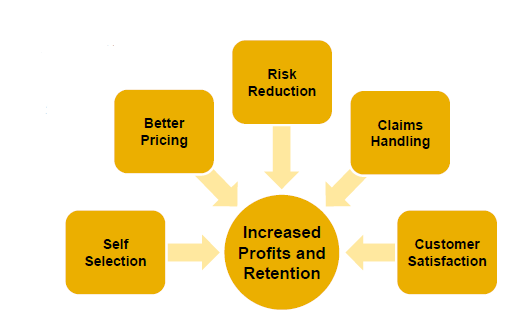 Risk
Reduction
Better
Pricing
Claims
Handling
Self
Selection
Increased
Profits and
Retention
Customer
Satisfaction